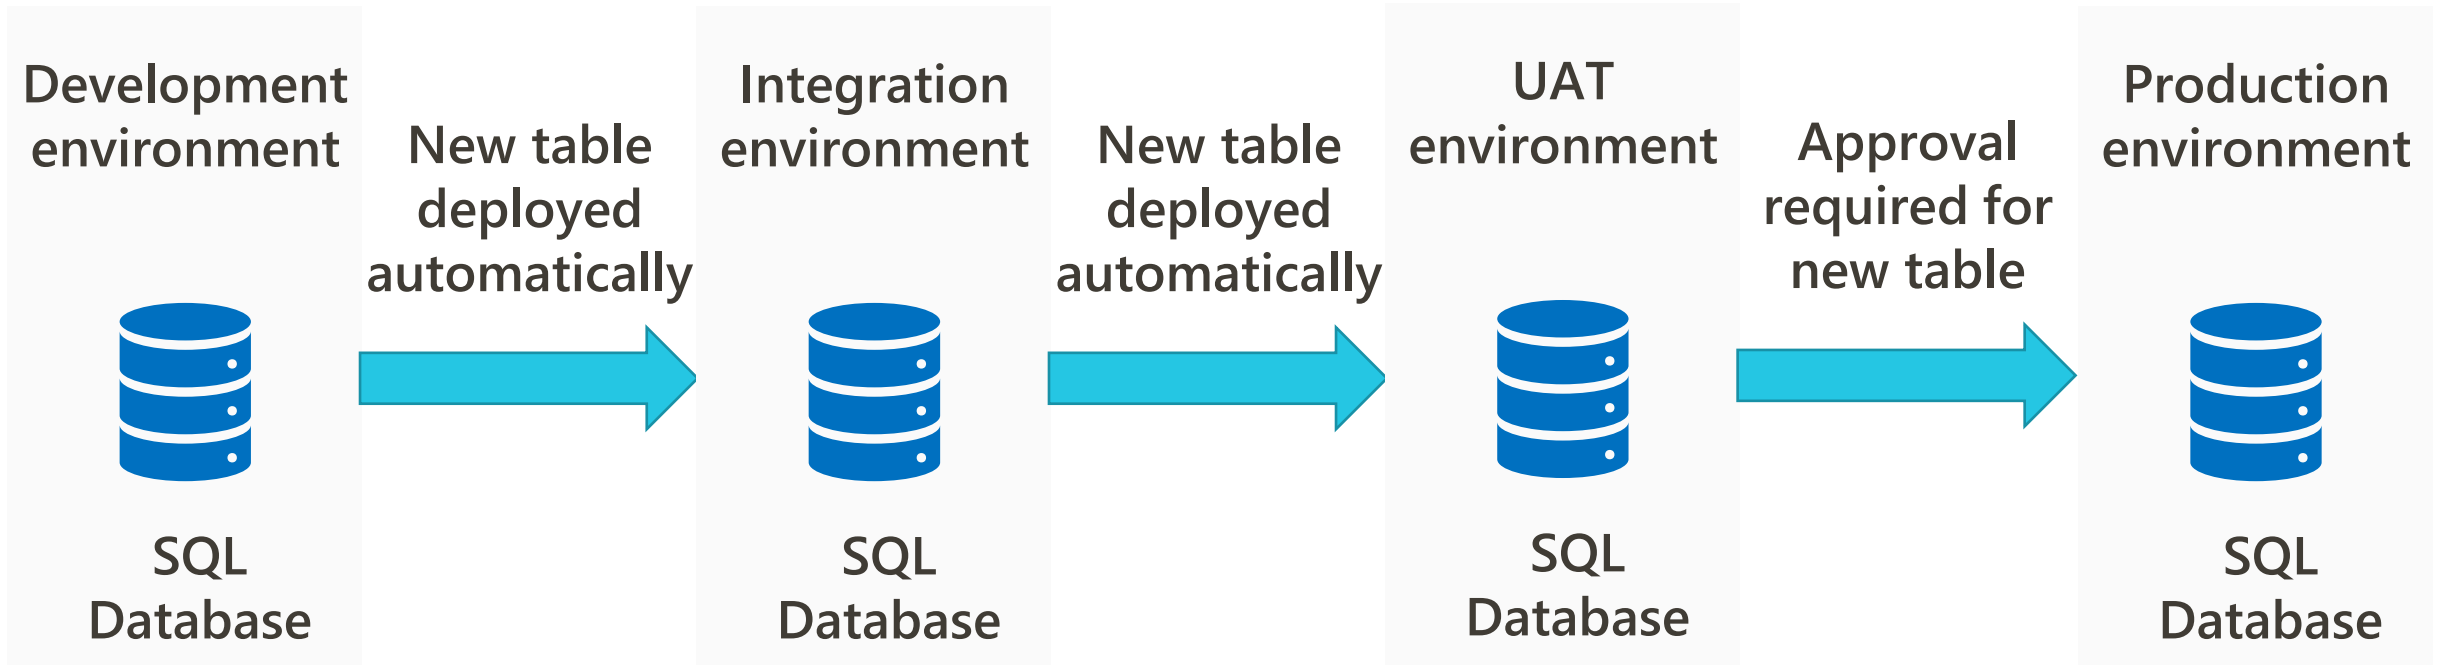 Development
environment
New table
deployed
automatically
SQL
Database
Integration
environment
New table
deployed
automatically
SQL
Database
UAT
environment
Approval
required for
new table
SQL
Database
Production
environment
SQL
Database